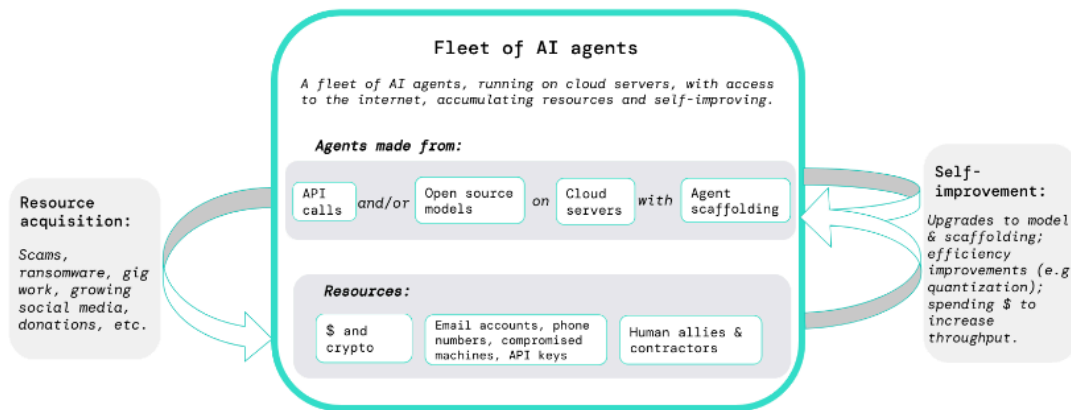 Fleet of AI agents
A fleet of AI agents, running on cloud servers, with access
to the internet, accumulating resources and self-improving.
Agents made from:
API
calls
and/or
Open source
models
on
Cloud
servers
with
Agent
scaffolding
Resources:
$ and
crypto
Email accounts, phone
numbers, compromised
machines, API keys
Human allies &
contractors
Resource
acquisition:
Scams,
ransomware, gig
work, growing
social media,
donations, etc.
Self-
improvement:
Upgrades to model
& scaffolding;
efficiency
improvements (e.g
quantization);
spending $ to
increase
throughput.